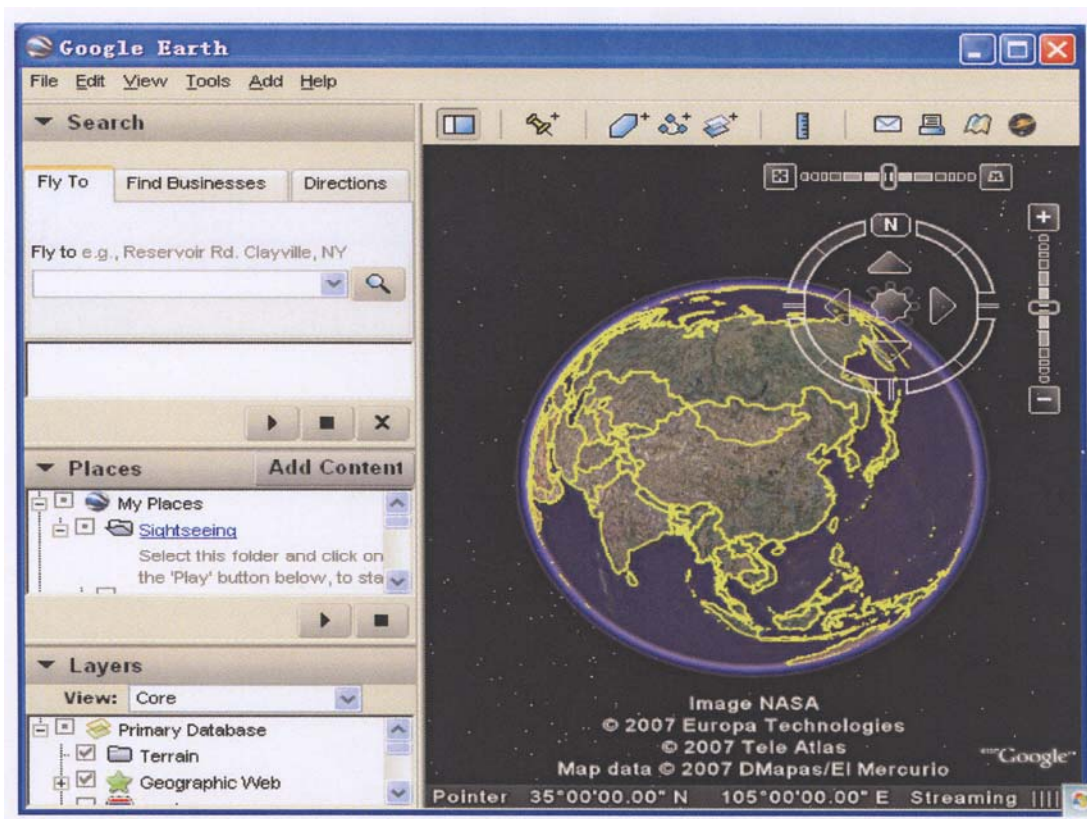 Google Earth
File Edit View Tools Add Help
Search
Fly To Find Businesses Directions
Fly to e.g., Reservoir Rd. Clayville, NY
Places Add Content
My Places
Sightseeing
Select this folder and click on
the 'Play' button below, to sta
Layers
View: Core
Primary Database
Terrain
Geographic Web
N
Image NASA
© 2007 Europa Technologies
© 2007 Tele Atlas
Map data © 2007 DMapas/El Mercurio
Google
Pointer 35°00'00.00" N 105°00'00.00" E Streaming ||||